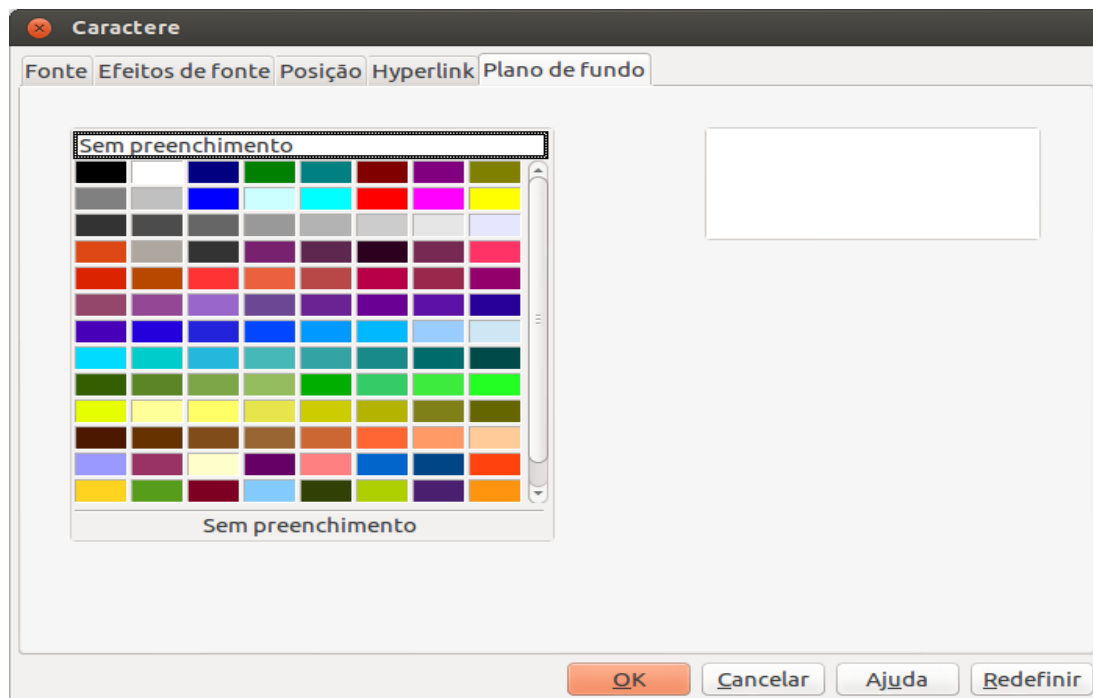 Caractere
Fonte Efeitos de fonte Posição Hyperlink Plano de fundo
Sem preenchimento
Sem preenchimento
OK Cancelar Ajuda Redefinir